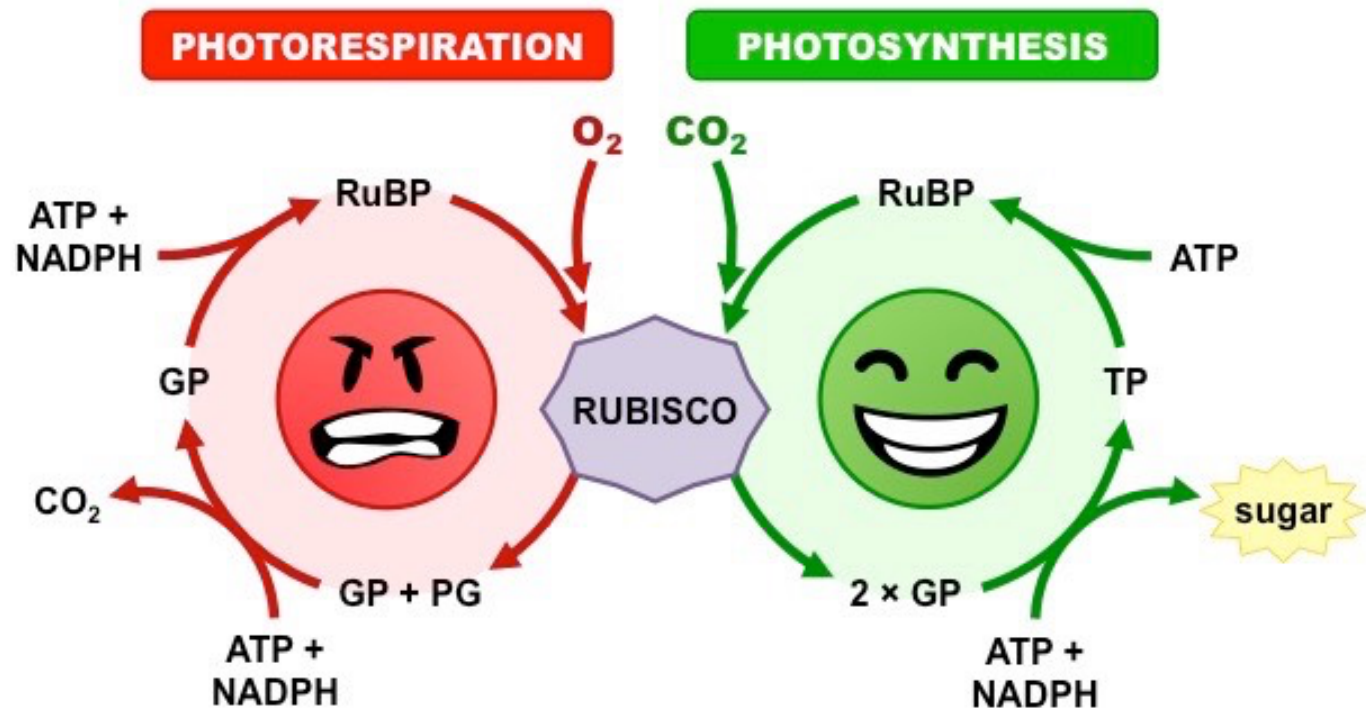 PHOTORESPIRATION
PHOTOSYNTHESIS
O₂
CO₂
RuBP
RuBP
ATP +
NADPH
ATP
GP
RUBISCO
TP
CO₂
sugar
GP + PG
2 × GP
ATP +
NADPH
ATP +
NADPH